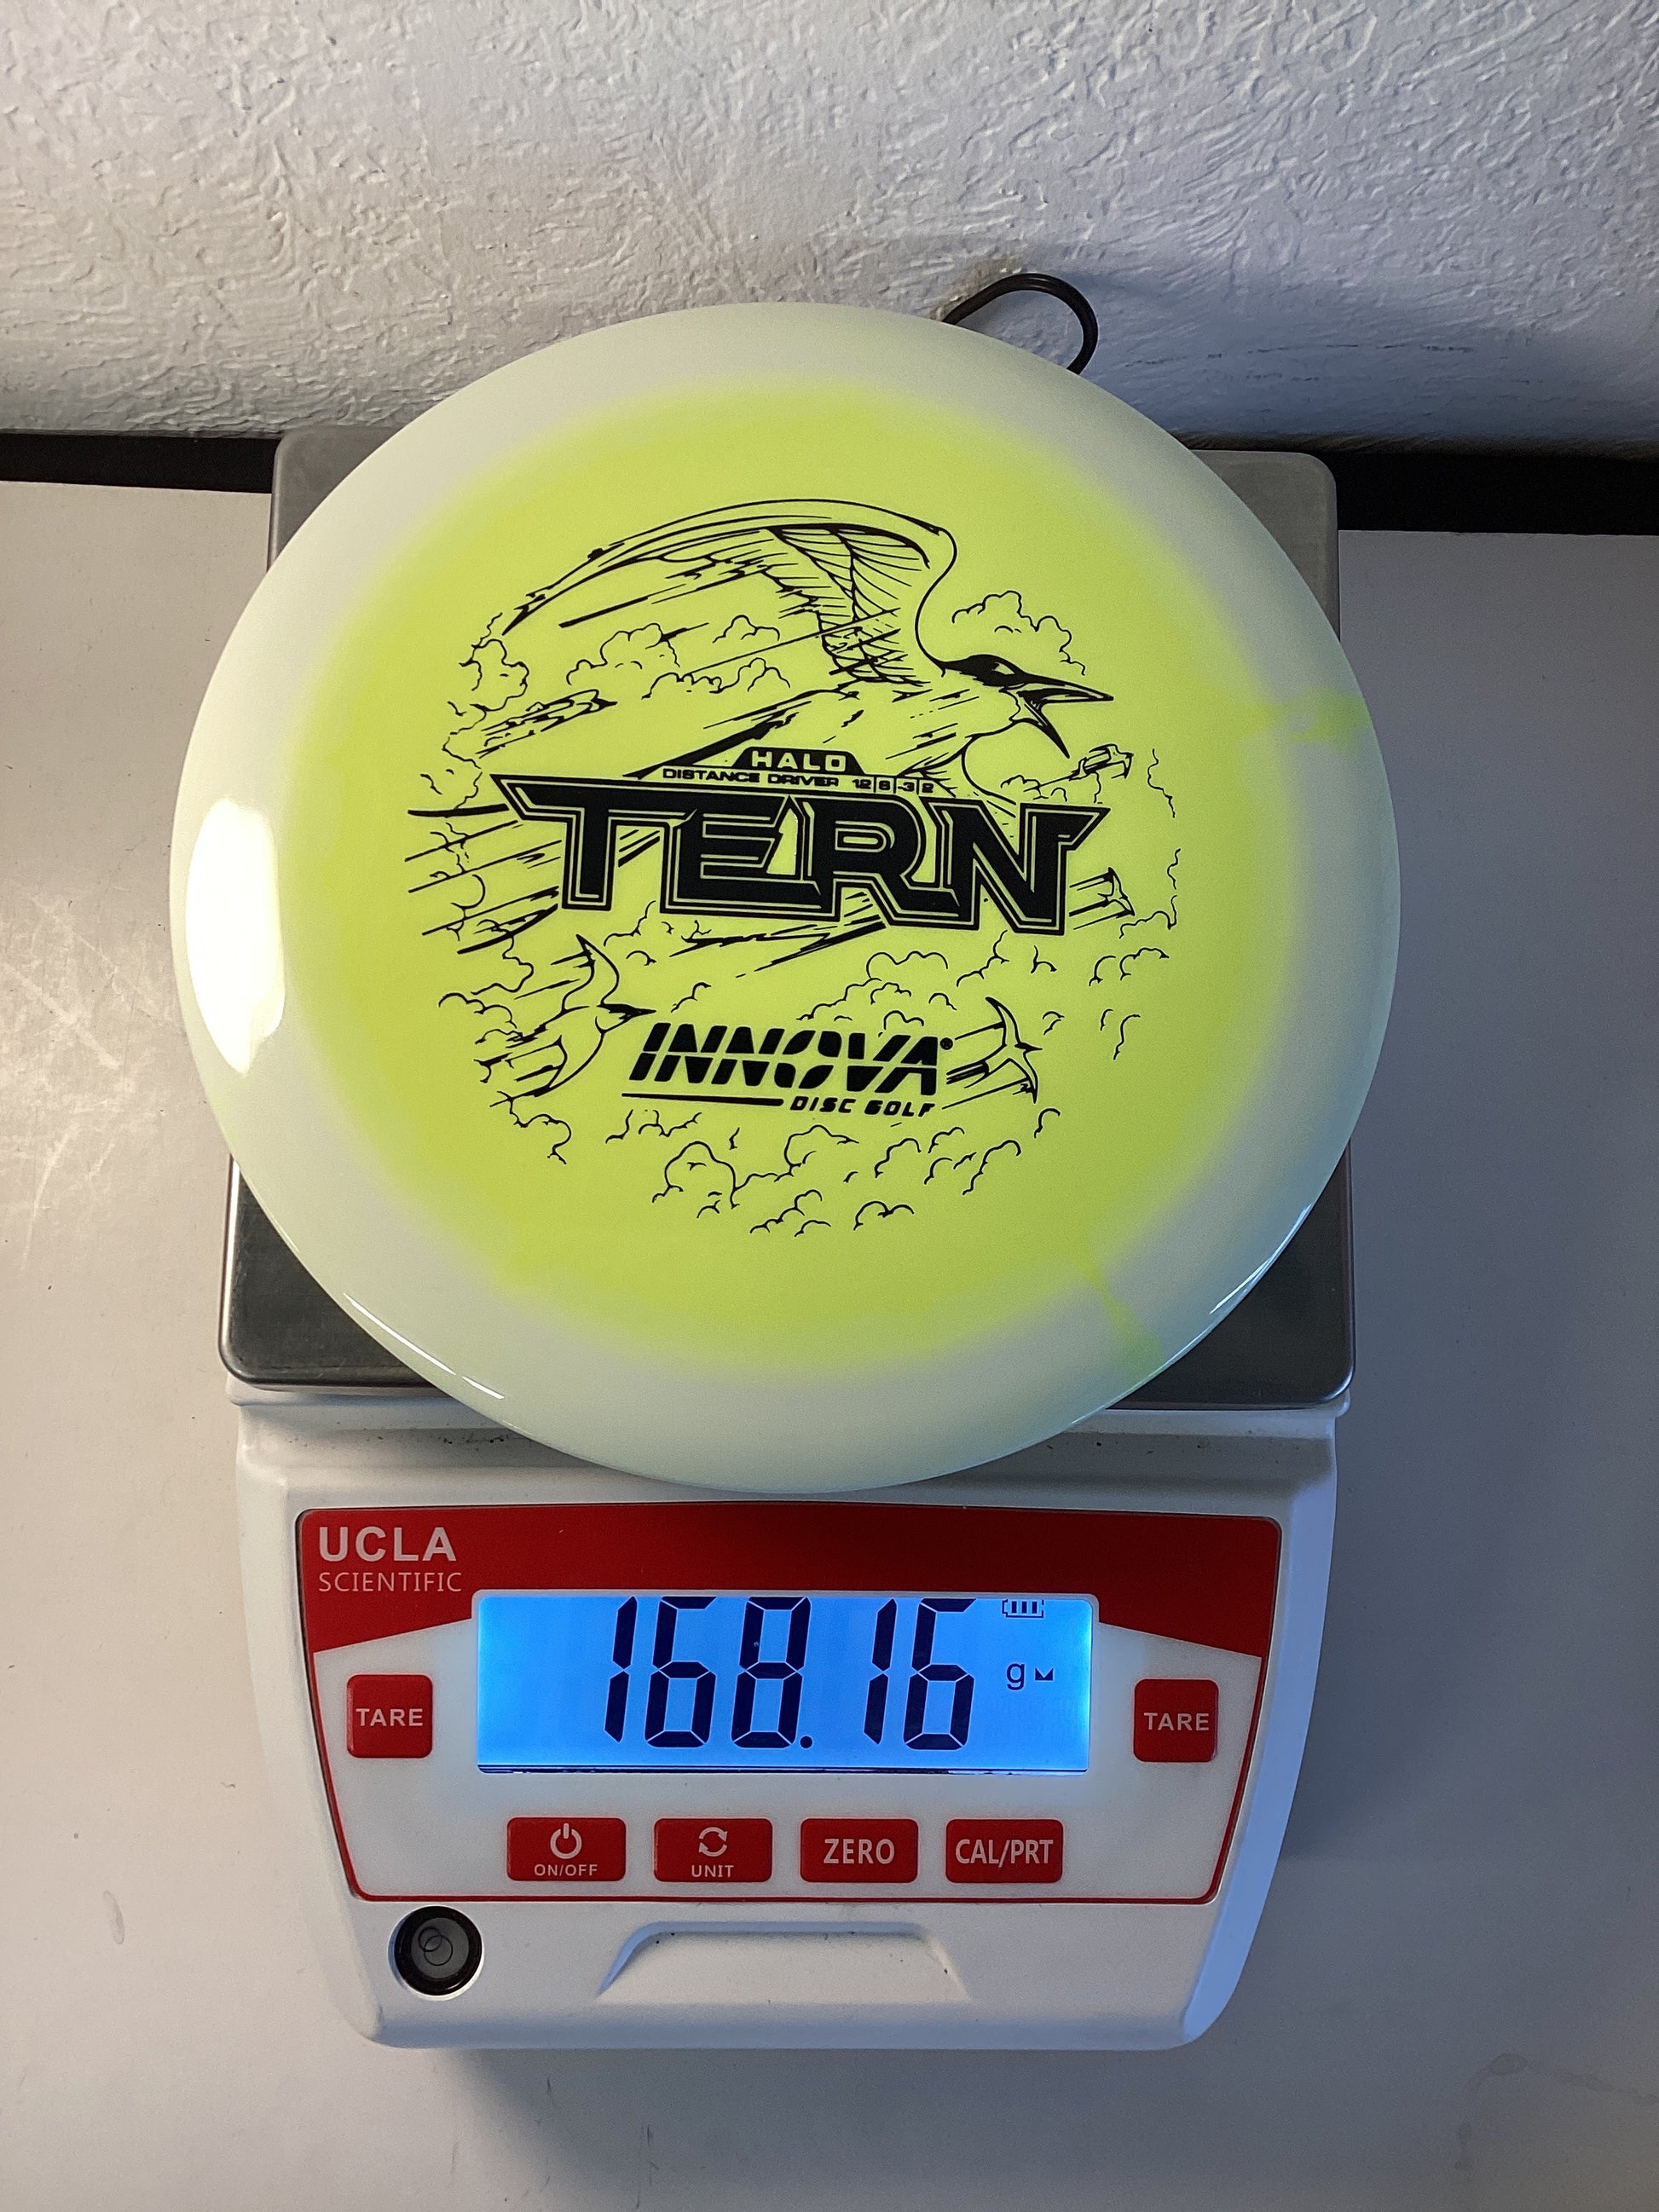 HALO
DISTANCE DRIVER 12 6 -3 2
TERN
INNOVA®
DISC GOLF
UCLA
SCIENTIFIC
168.16 g
TARE
TARE
ON/OFF
UNIT
ZERO
CAL/PRT